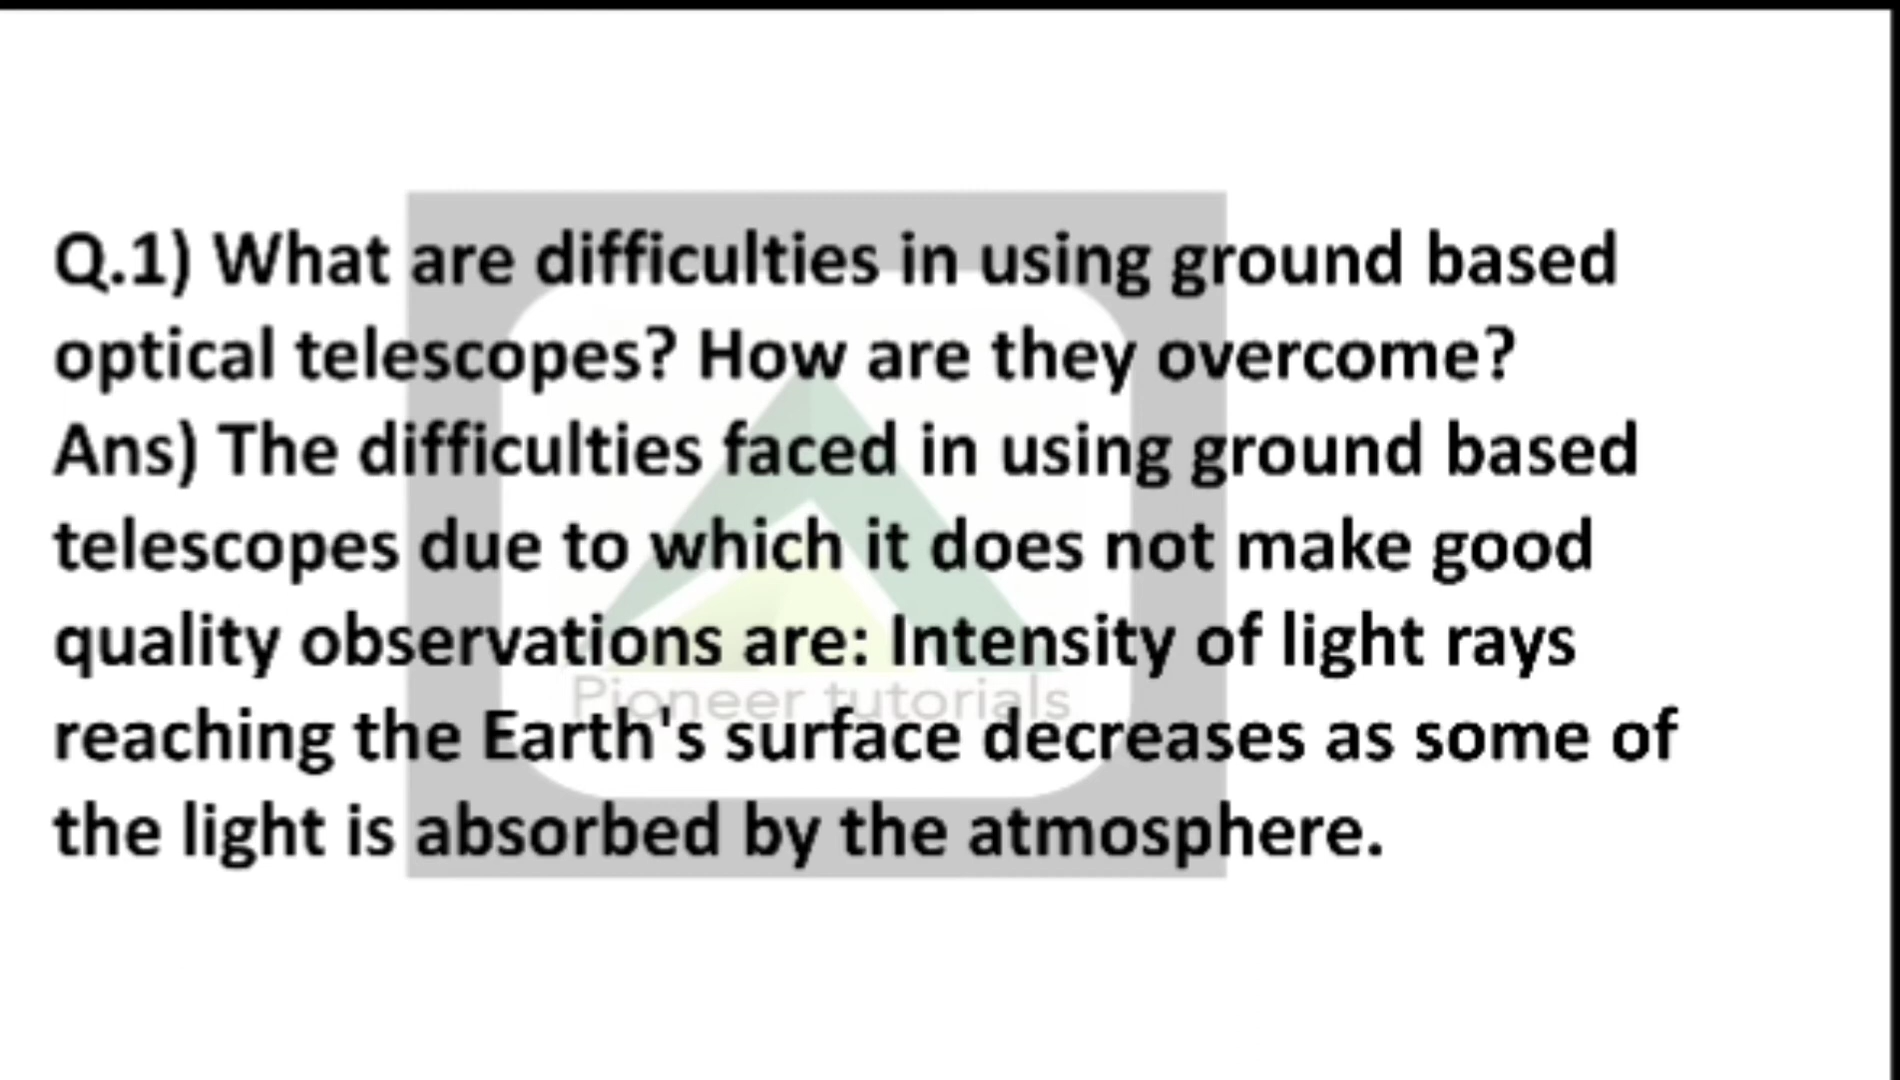 Q.1) What are difficulties in using ground based
optical telescopes? How are they overcome?
Ans) The difficulties faced in using ground based
telescopes due to which it does not make good
quality observations are: Intensity of light rays
Pioneer tutorials
reaching the Earth's surface decreases as some of
the light is absorbed by the atmosphere.